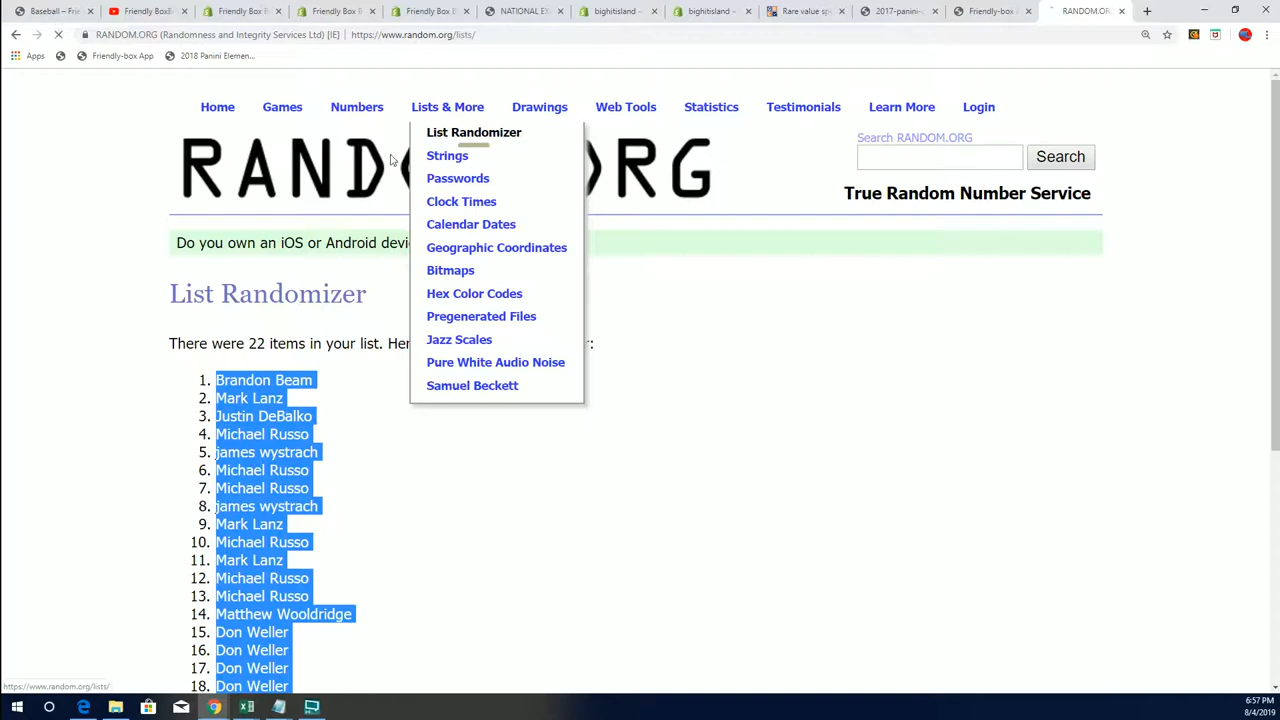 Baseball – Frie
Friendly BoxB
Friendly Box B
Friendly Box B
Friendly Box B
NATIONAL EX
bighitisland –
bighitisland –
Rare value sp
2017-panini-c
Friendly-box a
RANDOM.OR
RANDOM.ORG (Randomness and Integrity Services Ltd) [IE] | https://www.random.org/lists/
Apps
Friendly-box App
2018 Panini Elemen...
Home
Games
Numbers
Lists & More
Drawings
Web Tools
Statistics
Testimonials
Learn More
Login
List Randomizer
Strings
Passwords
Clock Times
Calendar Dates
Geographic Coordinates
Bitmaps
Hex Color Codes
Pregenerated Files
Jazz Scales
Pure White Audio Noise
Samuel Beckett
Search RANDOM.ORG
Search
True Random Number Service
Do you own an iOS or Android devi
List Randomizer
There were 22 items in your list. Her
r:
1. Brandon Beam
2. Mark Lanz
3. Justin DeBalko
4. Michael Russo
5. james wystrach
6. Michael Russo
7. Michael Russo
8. james wystrach
9. Mark Lanz
10. Michael Russo
11. Mark Lanz
12. Michael Russo
13. Michael Russo
14. Matthew Wooldridge
15. Don Weller
16. Don Weller
17. Don Weller
18. Don Weller
https://www.random.org/lists/
6:57 PM
8/4/2019